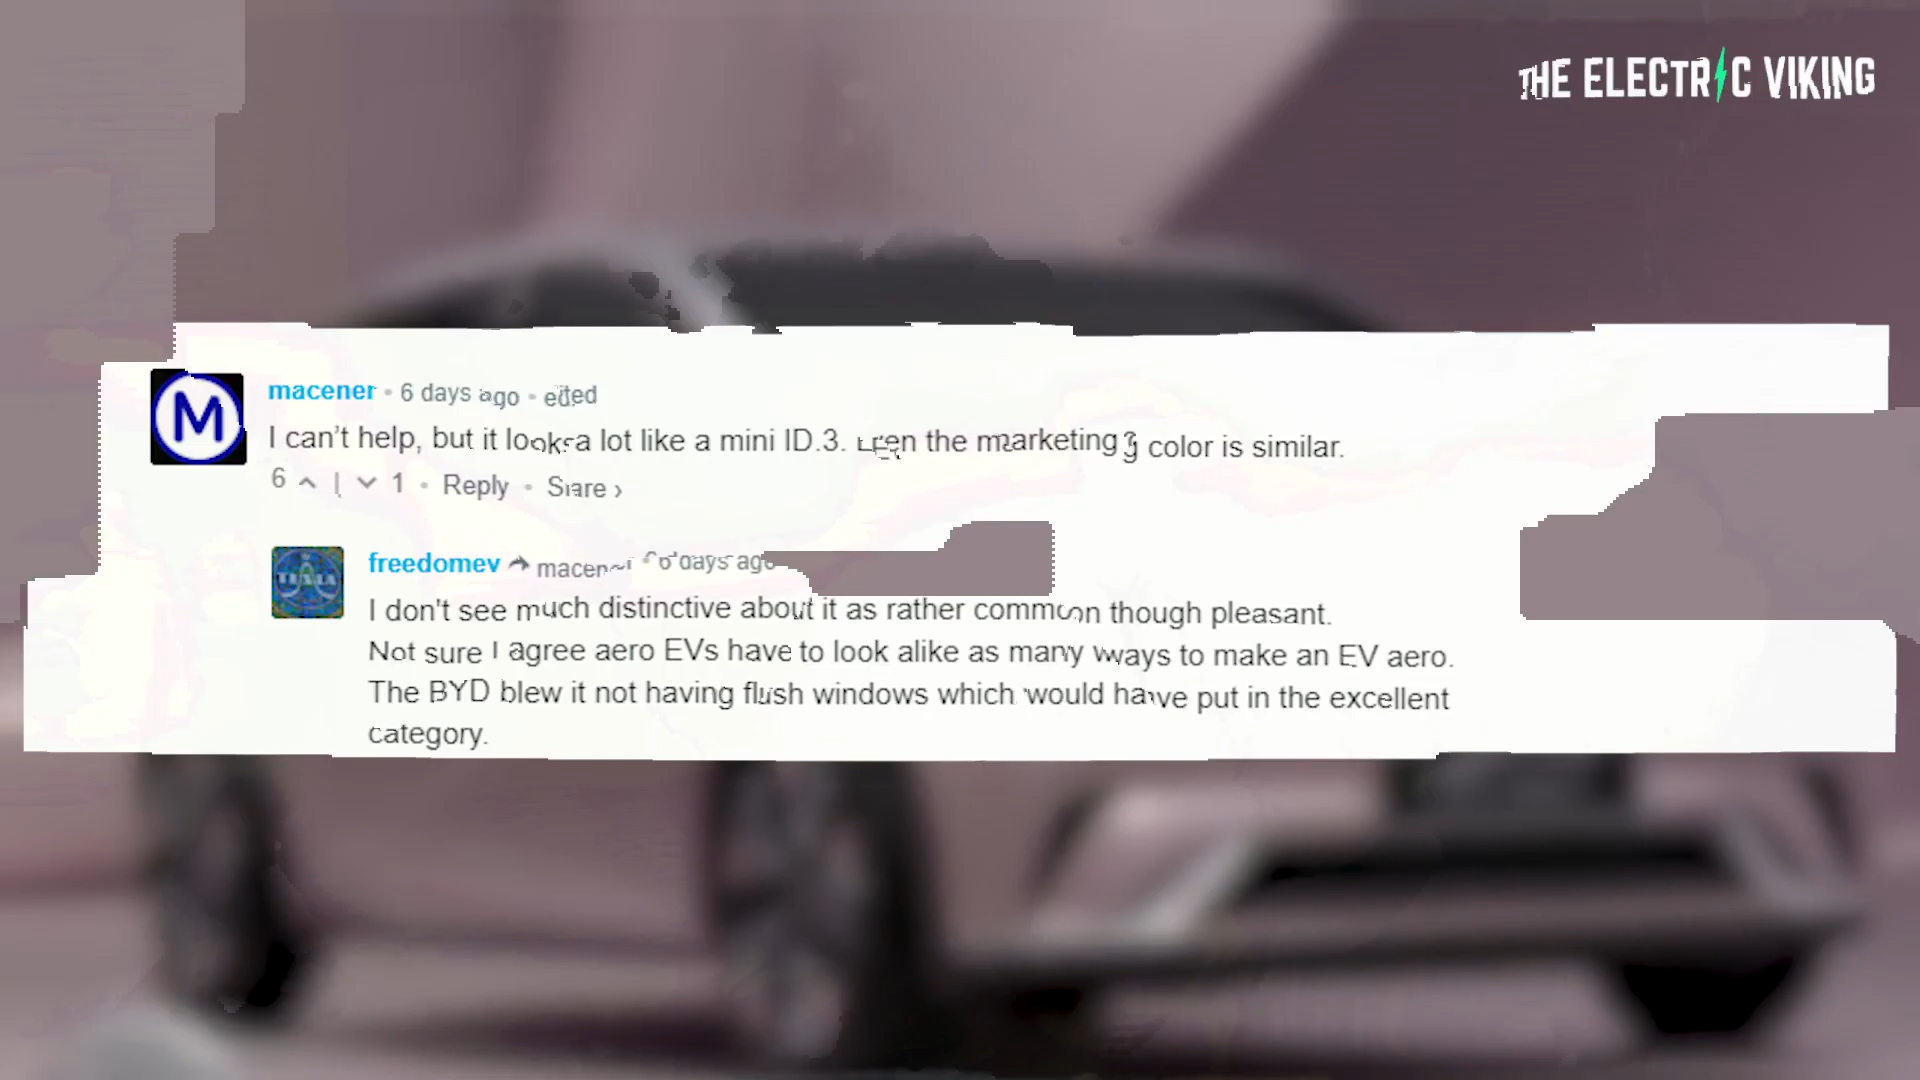 THE ELECTRIC VIKING
M
macener • 6 days ago • edited
I can't help, but it looks a lot like a mini ID.3. Even the marketing color is similar.
6 | 1 • Reply • Share ›
freedomev macener 6 days ago
I don't see much distinctive about it as rather common though pleasant.
Not sure I agree aero EVs have to look alike as many ways to make an EV aero.
The BYD blew it not having flush windows which would have put in the excellent
category.